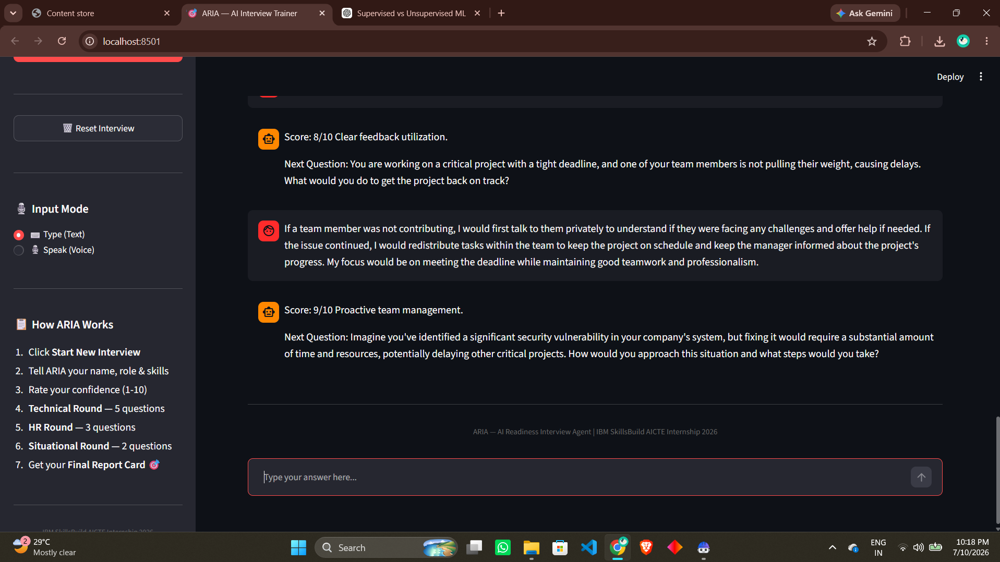 Content store
ARIA — AI Interview Trainer
Supervised vs Unsupervised ML
Ask Gemini
localhost:8501
Deploy
Reset Interview
Input Mode
Type (Text)
Speak (Voice)
How ARIA Works
1. Click Start New Interview
2. Tell ARIA your name, role & skills
3. Rate your confidence (1-10)
4. Technical Round — 5 questions
5. HR Round — 3 questions
6. Situational Round — 2 questions
7. Get your Final Report Card
IBM SkillsBuild AICTE Internship 2026
Score: 8/10 Clear feedback utilization.
Next Question: You are working on a critical project with a tight deadline, and one of your team members is not pulling their weight, causing delays.
What would you do to get the project back on track?
If a team member was not contributing, I would first talk to them privately to understand if they were facing any challenges and offer help if needed. If
the issue continued, I would redistribute tasks within the team to keep the project on schedule and keep the manager informed about the project's
progress. My focus would be on meeting the deadline while maintaining good teamwork and professionalism.
Score: 9/10 Proactive team management.
Next Question: Imagine you've identified a significant security vulnerability in your company's system, but fixing it would require a substantial amount
of time and resources, potentially delaying other critical projects. How would you approach this situation and what steps would you take?
ARIA — AI Readiness Interview Agent | IBM SkillsBuild AICTE Internship 2026
Type your answer here...
2
29°C
Mostly clear
Search
ENG
IN
10:18 PM
7/10/2026